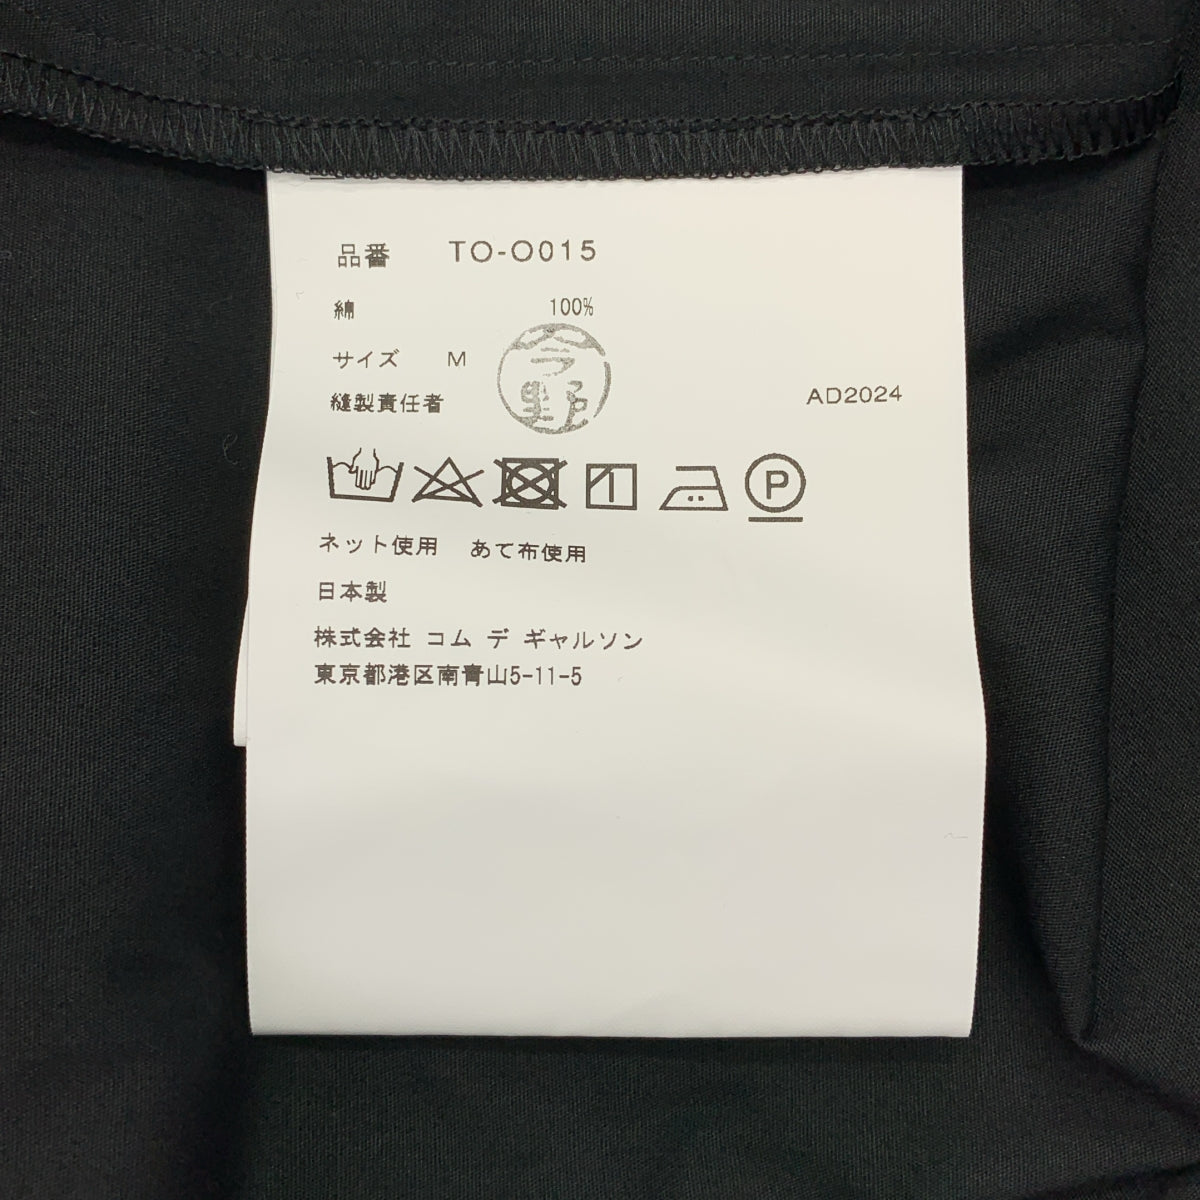 品番 TO-O015
綿 100%
サイズ M
今野
縫製責任者 AD2024
P
ネット使用 あて布使用
日本製
株式会社 コム デ ギャルソン
東京都港区南青山5-11-5